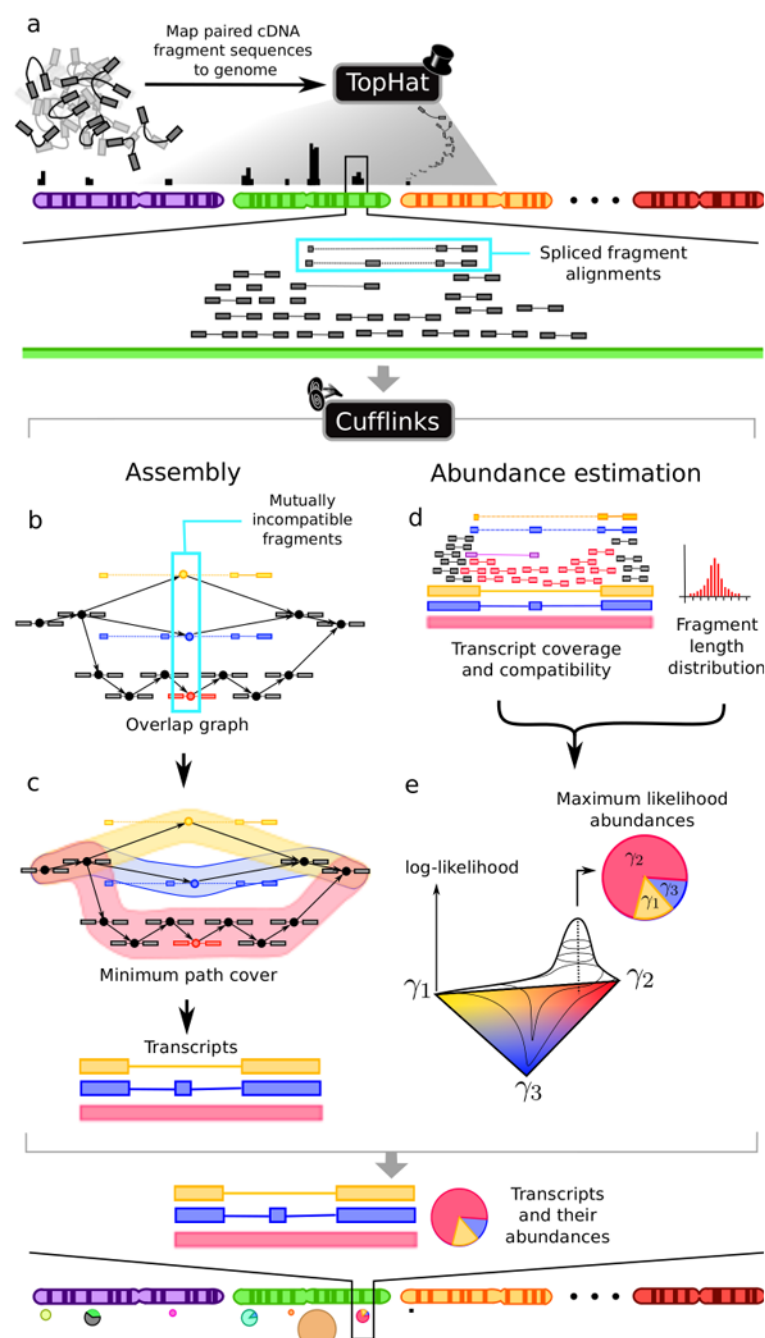 a
Map paired cDNA
fragment sequences
to genome
TopHat
Spliced fragment
alignments
Cufflinks
Assembly
Abundance estimation
b
Mutually
incompatible
fragments
Overlap graph
d
Transcript coverage
and compatibility
Fragment
length
distribution
c
Minimum path cover
Transcripts
e
Maximum likelihood
abundances
γ2
γ3
γ1
log-likelihood
γ1
γ2
γ3
Transcripts
and their
abundances